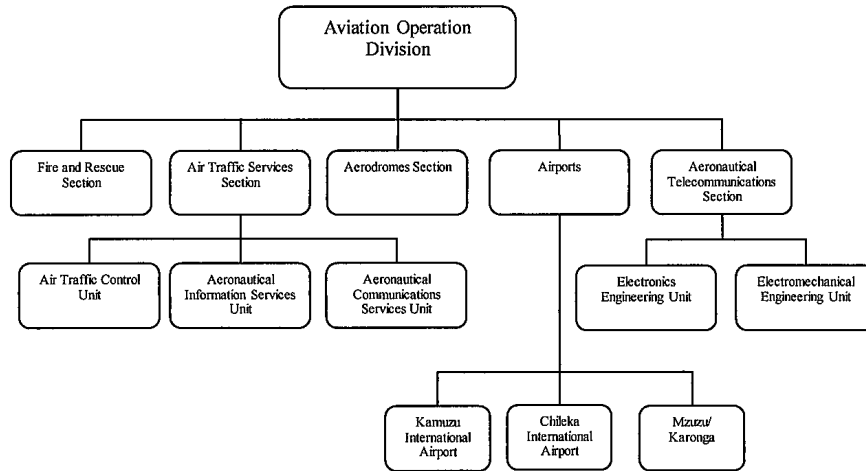 Aviation Operation
Division
Fire and Rescue
Section
Air Traffic Services
Section
Aerodromes Section
Airports
Aeronautical
Telecommunications
Section
Air Traffic Control
Unit
Aeronautical
Information Services
Unit
Aeronautical
Communications
Services Unit
Electronics
Engineering Unit
Electromechanical
Engineering Unit
Kamuzu
International
Airport
Chileka
International
Airport
Mzuzu/
Karonga